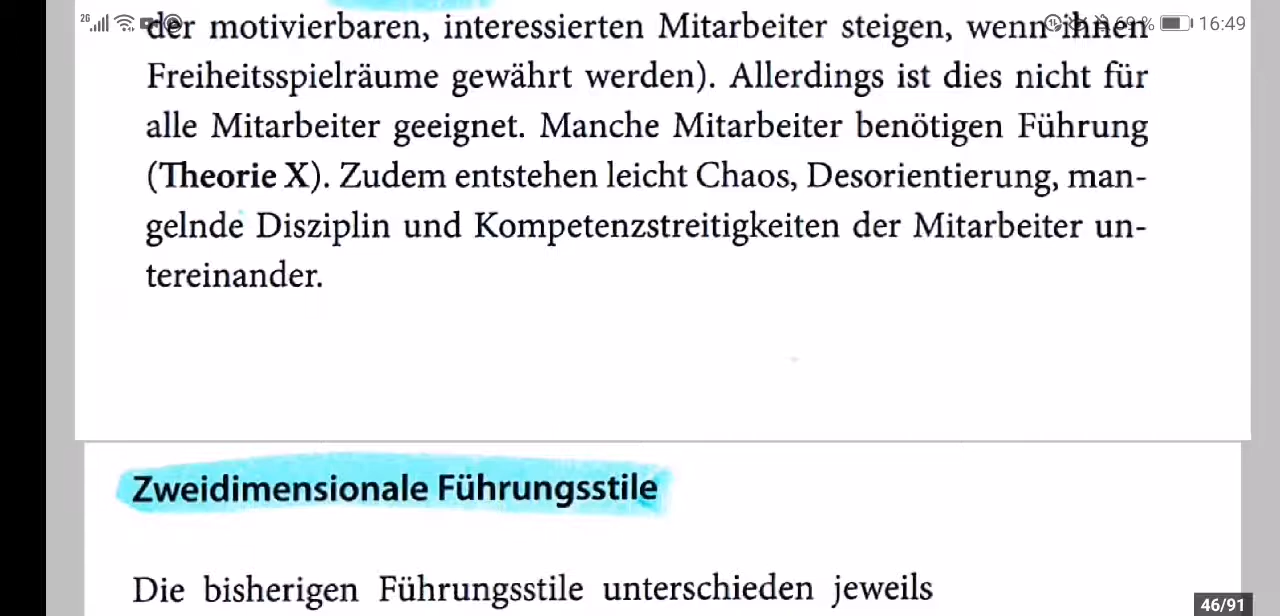 26 69 % 16:49
der motivierbaren, interessierten Mitarbeiter steigen, wenn ihnen
Freiheitsspielräume gewährt werden). Allerdings ist dies nicht für
alle Mitarbeiter geeignet. Manche Mitarbeiter benötigen Führung
(Theorie X). Zudem entstehen leicht Chaos, Desorientierung, man-
gelnde Disziplin und Kompetenzstreitigkeiten der Mitarbeiter un-
tereinander.
Zweidimensionale Führungsstile
Die bisherigen Führungsstile unterschieden jeweils
46/91